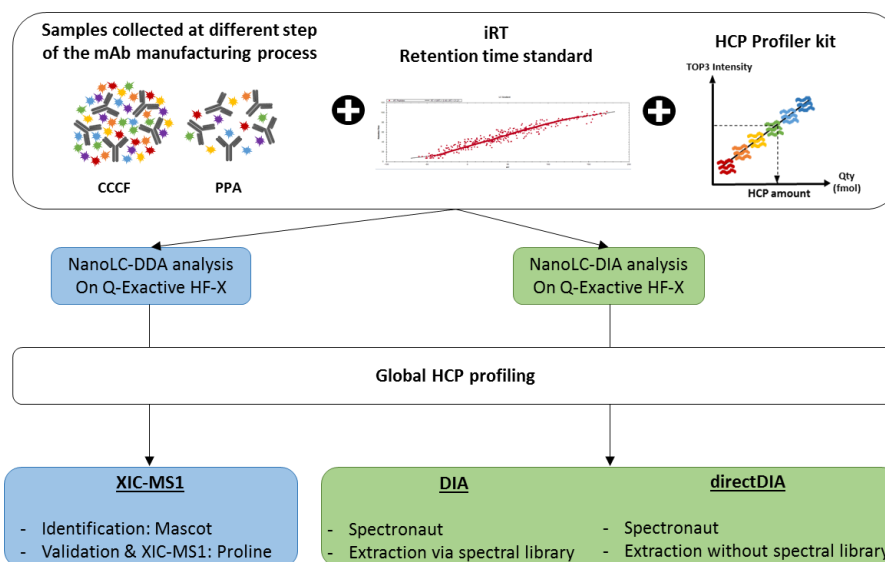 Samples collected at different step
of the mAb manufacturing process
CCCF
PPA
iRT
Retention time standard
HCP Profiler kit
TOP3 Intensity
Qty
(fmol)
HCP amount
NanoLC-DDA analysis
On Q-Exactive HF-X
NanoLC-DIA analysis
On Q-Exactive HF-X
Global HCP profiling
XIC-MS1
- Identification: Mascot
- Validation & XIC-MS1: Proline
DIA
- Spectronaut
- Extraction via spectral library
directDIA
- Spectronaut
- Extraction without spectral library